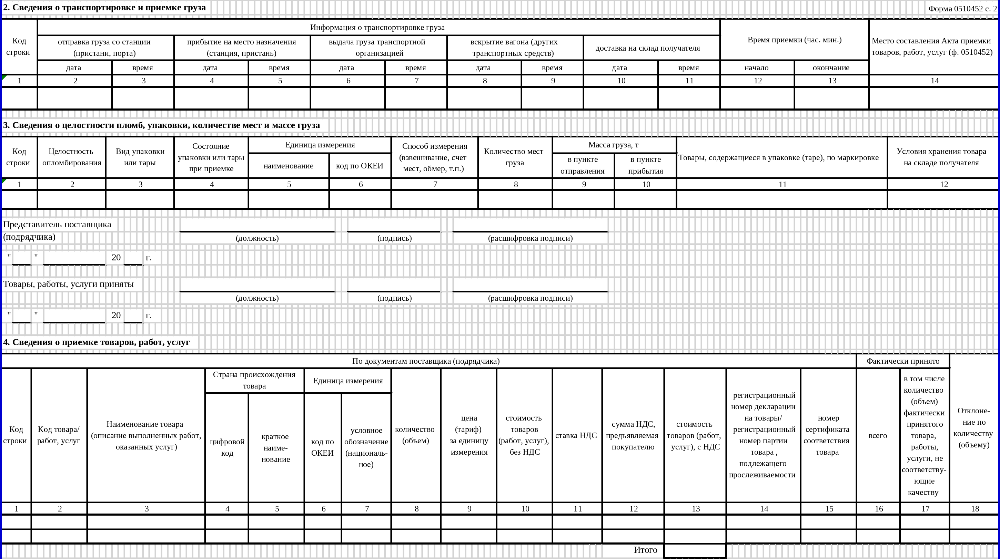 2. Сведения о транспортировке и приемке груза
Форма 0510452 с. 2
Код
строки
Информация о транспортировке груза
отправка груза со станции
(пристани, порта)
прибытие на место назначения
(станция, пристань)
выдача груза транспортной
организацией
вскрытие вагона (других
транспортных средств)
доставка на склад получателя
Время приемки (час. мин.)
Место составления Акта приемки
товаров, работ, услуг (ф. 0510452)
дата время дата время дата время дата время дата время начало окончание
1 2 3 4 5 6 7 8 9 10 11 12 13 14
3. Сведения о целостности пломб, упаковки, количестве мест и массе груза
Код
строки
Целостность
опломбирования
Вид упаковки
или тары
Состояние
упаковки или тары
при приемке
Единица измерения
наименование
код по ОКЕИ
Способ измерения
(взвешивание, счет
мест, обмер, т.п.)
Количество мест
груза
Масса груза, т
в пункте
отправления
в пункте
прибытия
Товары, содержащиеся в упаковке (таре), по маркировке
Условия хранения товара
на складе получателя
1 2 3 4 5 6 7 8 9 10 11 12
Представитель поставщика
(подрядчика)
(должность) (подпись) (расшифровка подписи)
" " 20 г.
Товары, работы, услуги приняты
(должность) (подпись) (расшифровка подписи)
" " 20 г.
4. Сведения о приемке товаров, работ, услуг
По документам поставщика (подрядчика)
Фактически принято
Код
строки
Код товара/
работ, услуг
Наименование товара
(описание выполненных работ,
оказанных услуг)
Страна происхождения
товара
цифровой
код
краткое
наиме-
нование
Единица измерения
код по
ОКЕИ
условное
обозначение
(националь-
ное)
количество
(объем)
цена
(тариф)
за единицу
измерения
стоимость
товаров
(работ, услуг),
без НДС
ставка НДС
сумма НДС,
предъявляемая
покупателю
стоимость
товаров (работ,
услуг), с НДС
регистрационный
номер декларации
на товары/
регистрационный
номер партии
товара ,
подлежащего
прослеживаемости
номер
сертификата
соответствия
товара
всего
в том числе
количество
(объем)
фактически
принятого
товара,
работы,
услуги, не
соответству-
ющие
качеству
Отклоне-
ние по
количеству
(объему)
1 2 3 4 5 6 7 8 9 10 11 12 13 14 15 16 17 18
Итого